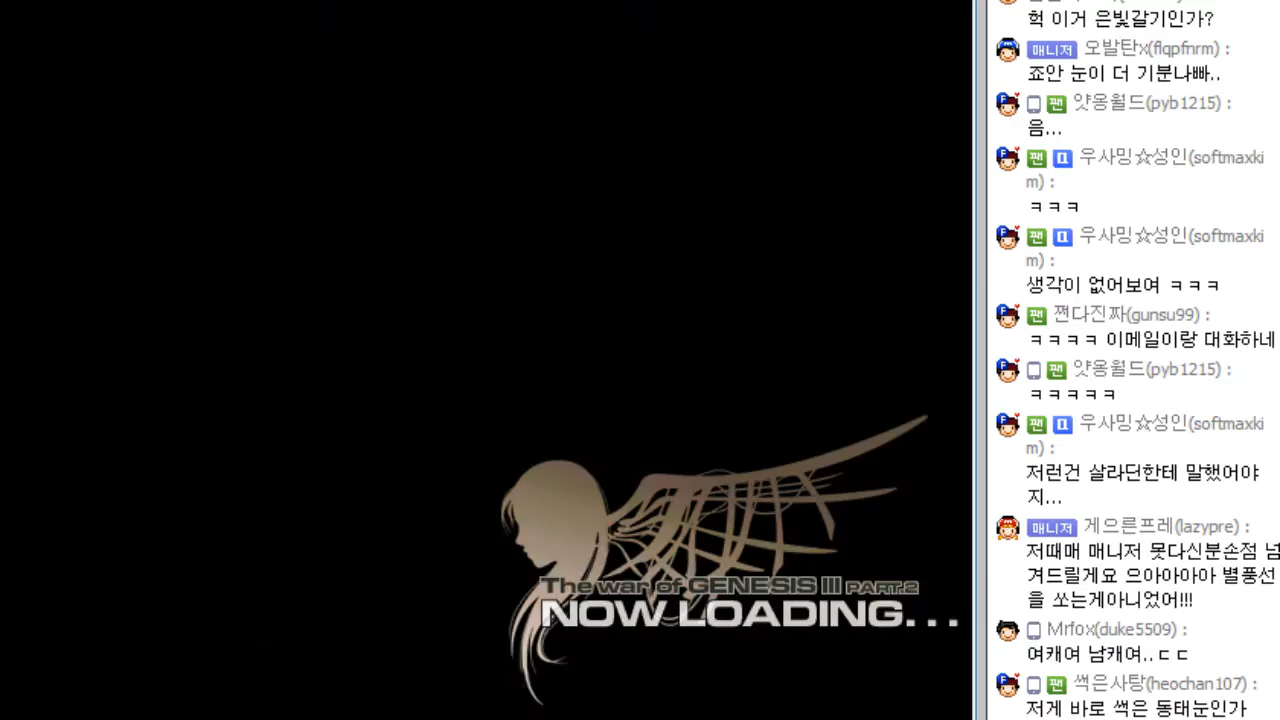 The war of GENESIS III PART.2
NOW LOADING...
헉 이거 은빛갈기인가?
매니저 오발탄x(flqpfnrm) :
죠안 눈이 더 기분나빠..
팬 얏옹월드(pyb1215) :
음...
팬 우사밍☆성인(softmaxki
m) :
ㅋㅋㅋ
팬 우사밍☆성인(softmaxki
m) :
생각이 없어보여 ㅋㅋㅋ
팬 쩐다진짜(gunsu99) :
ㅋㅋㅋㅋ 이메일이랑 대화하네
팬 얏옹월드(pyb1215) :
ㅋㅋㅋㅋㅋ
팬 우사밍☆성인(softmaxki
m) :
저런건 살라딘한테 말했어야
지...
매니저 게으른프레(lazypre) :
저때매 매니저 못다신분손점 넘
겨드릴게요 으아아아아 별풍선
을 쏘는게아니었어!!!
Mrfox(duke5509) :
여캐여 남캐여..ㄷㄷ
팬 썩은사탕(heochan107) :
저게 바로 썩은 동태눈인가